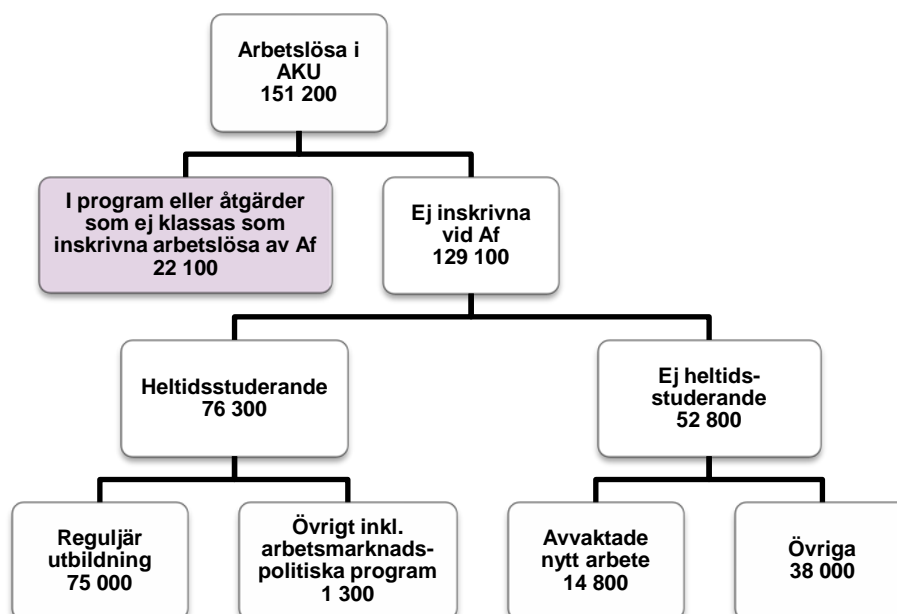 Arbetslösa i
AKU
151 200
I program eller åtgärder
som ej klassas som
inskrivna arbetslösa av Af
22 100
Ej inskrivna
vid Af
129 100
Heltidsstuderande
76 300
Ej heltids-
studerande
52 800
Reguljär
utbildning
75 000
Övrigt inkl.
arbetsmarknads-
politiska program
1 300
Avvaktade
nytt arbete
14 800
Övriga
38 000